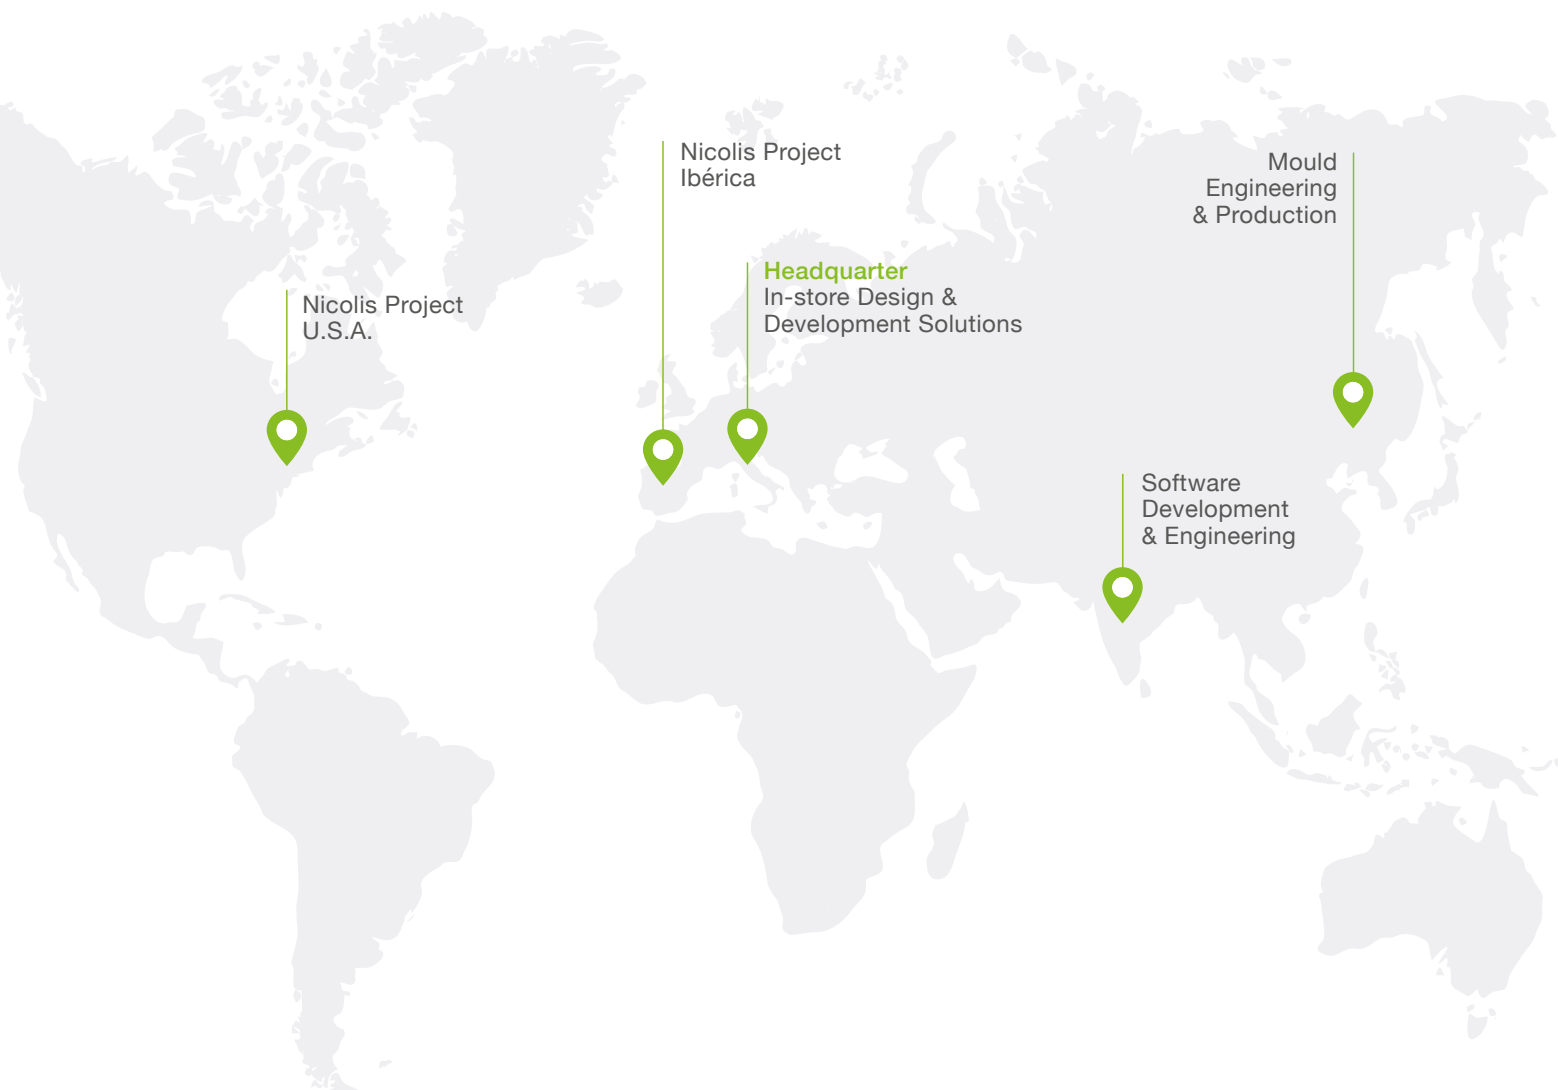 Nicolis Project
Ibérica
Mould
Engineering
& Production
Headquarter
In-store Design &
Development Solutions
Nicolis Project
U.S.A.
Software
Development
& Engineering